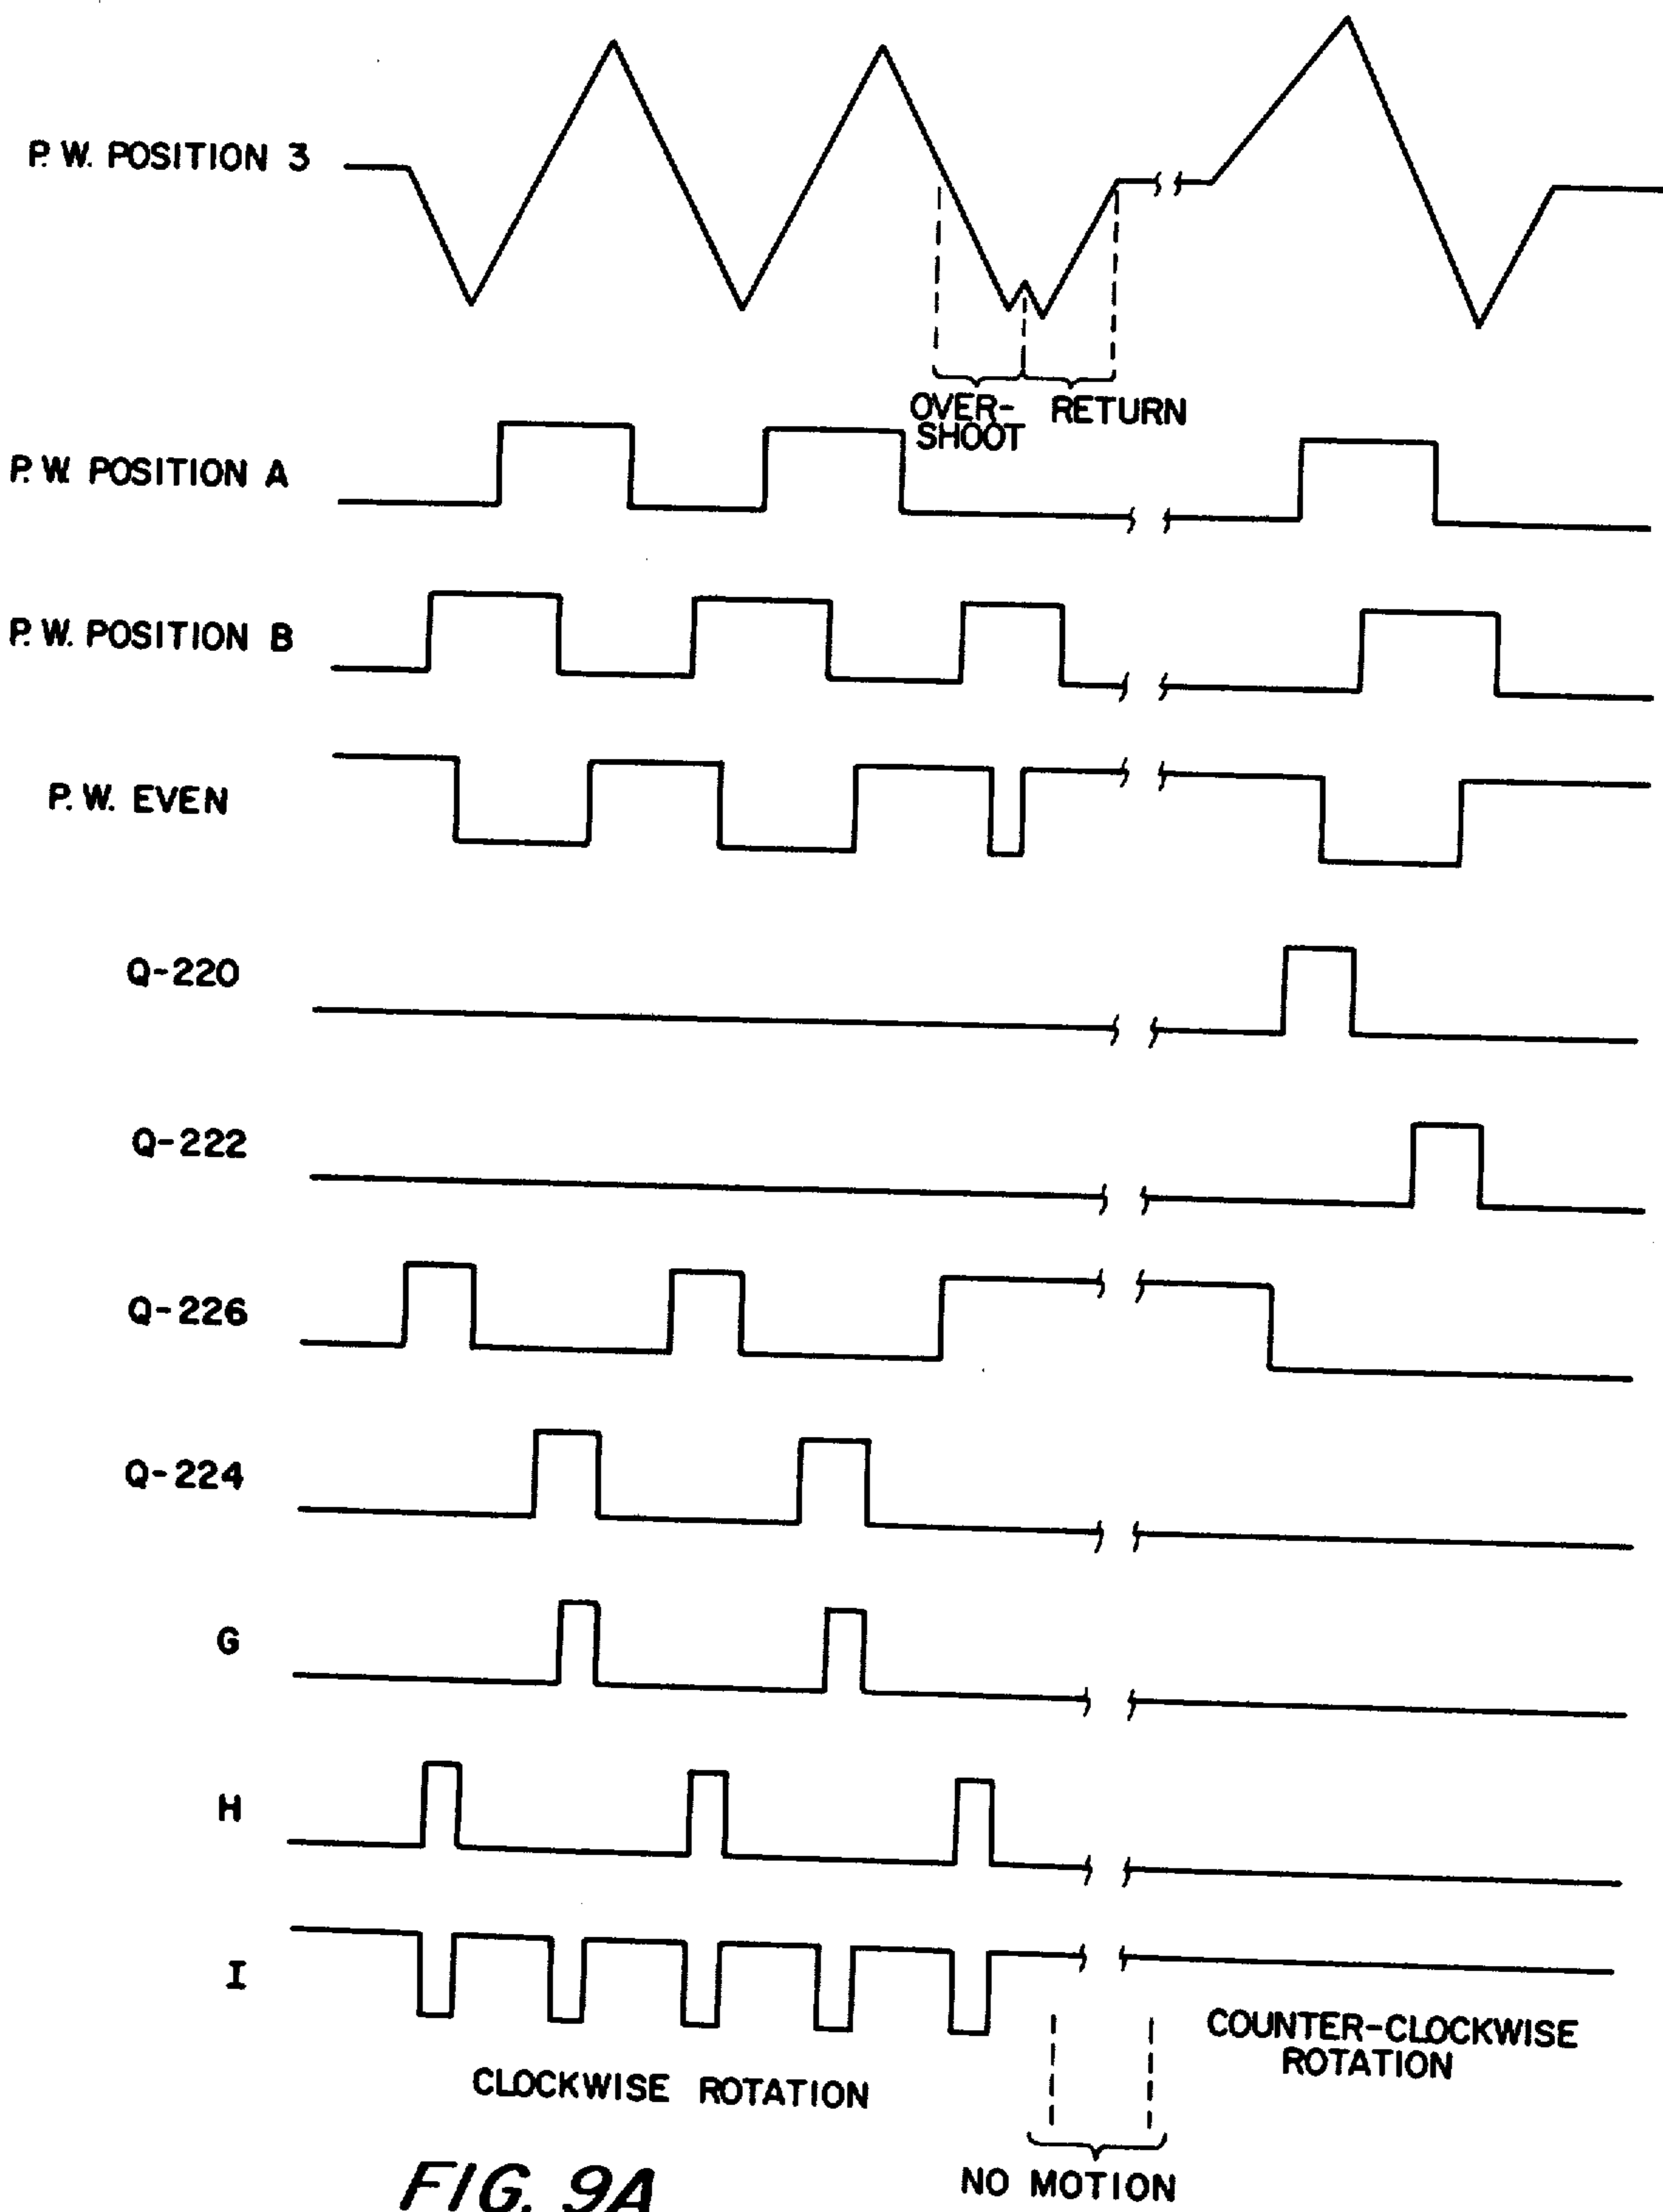 P. W. POSITION 3
OVER- RETURN
SHOOT
P. W. POSITION A
P. W. POSITION B
P. W. EVEN
Q-220
Q-222
Q-226
Q-224
G
H
I
COUNTER-CLOCKWISE
ROTATION
CLOCKWISE ROTATION
NO MOTION
FIG. 9A